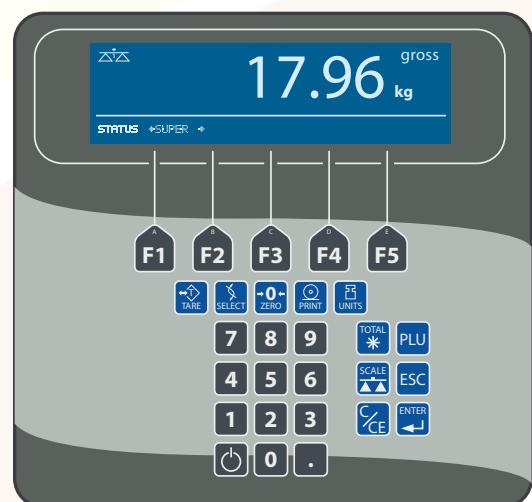 gross
17.96 kg
STATUS SUPER
A B C D E
F1 F2 F3 F4 F5
T
TARE SELECT →0← ZERO PRINT UNITS
7 8 9 TOTAL * PLU
4 5 6 SCALE ESC
1 2 3 C/CE ENTER
0 .